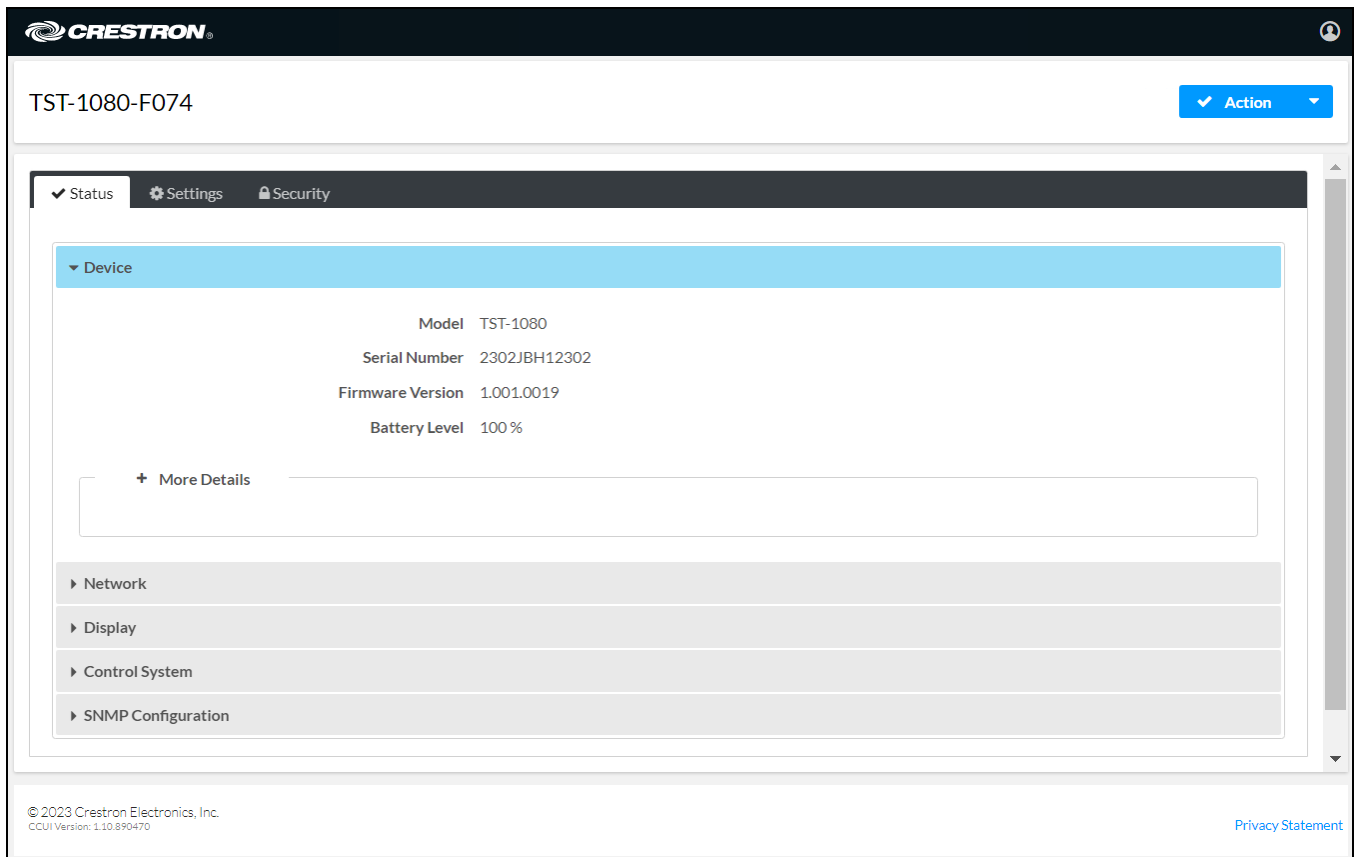 CRESTRON®
TST-1080-F074
Action
Status Settings Security
Device
Model TST-1080
Serial Number 2302JBH12302
Firmware Version 1.001.0019
Battery Level 100 %
+ More Details
Network
Display
Control System
SNMP Configuration
© 2023 Crestron Electronics, Inc.
CCUI Version: 1.10.890470
Privacy Statement